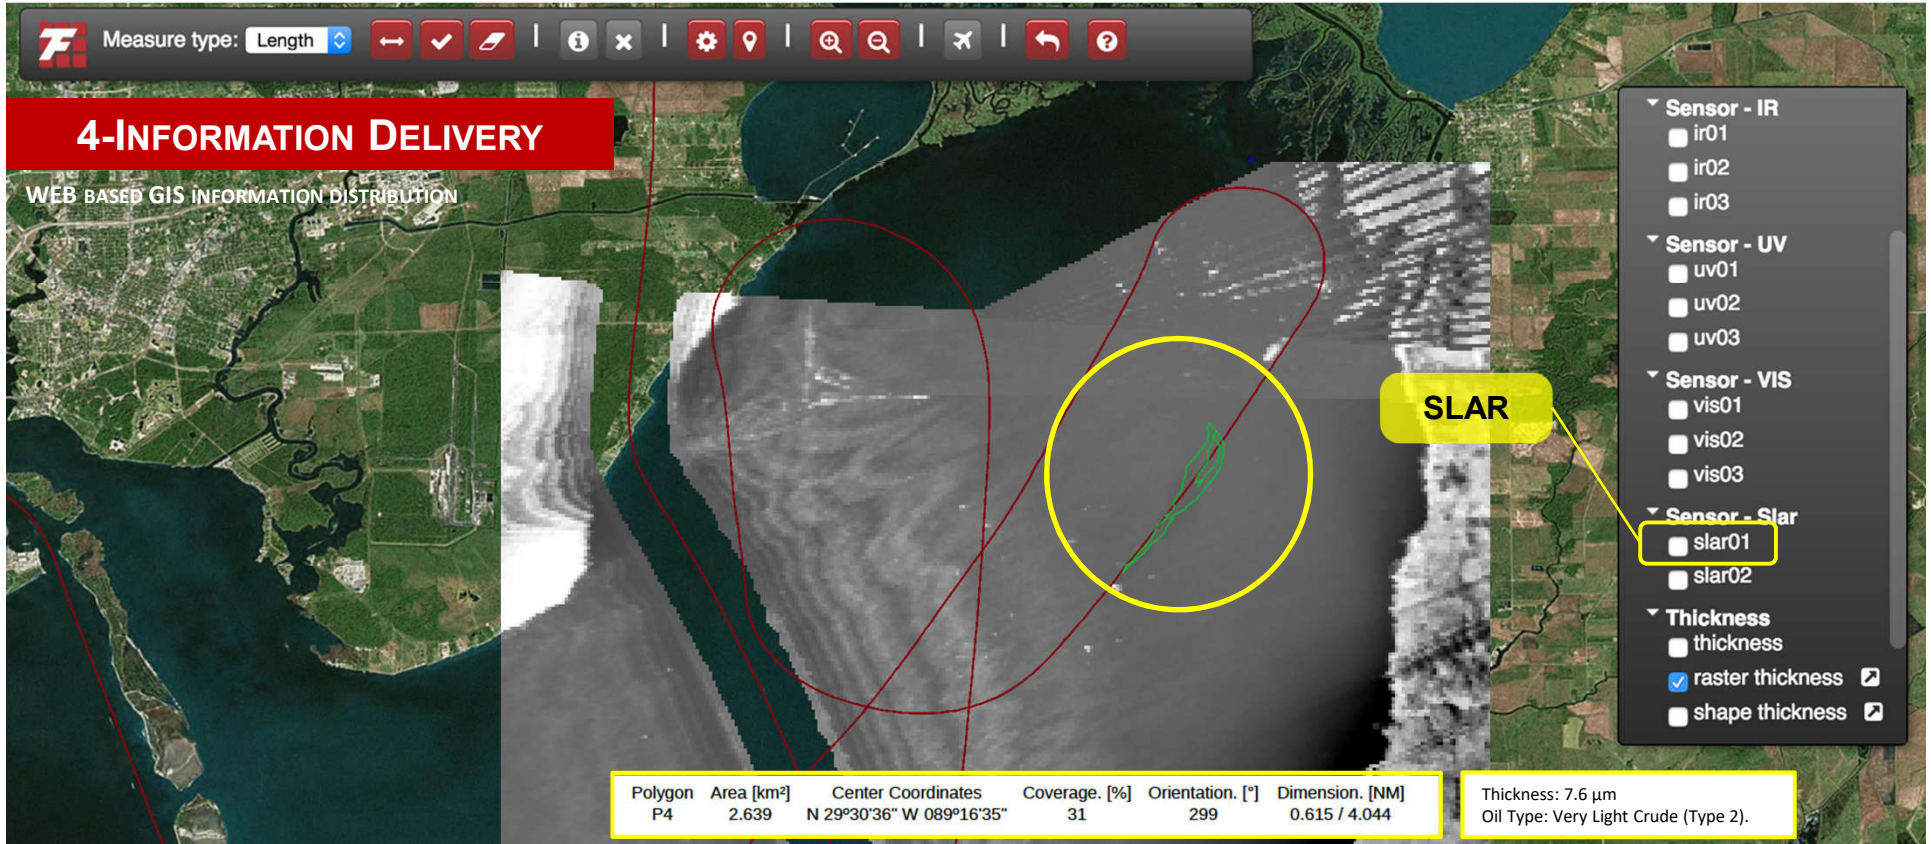 Measure type: Length
4-INFORMATION DELIVERY
WEB BASED GIS INFORMATION DISTRIBUTION
Sensor - IR
ir01
ir02
ir03
Sensor - UV
uv01
uv02
uv03
Sensor - VIS
vis01
vis02
vis03
Sensor - Slar
slar01
slar02
Thickness
thickness
raster thickness
shape thickness
SLAR
Polygon Area [km²] Center Coordinates Coverage. [%] Orientation. [°] Dimension. [NM]
P4 2.639 N 29º30'36" W 089º16'35" 31 299 0.615 / 4.044
Thickness: 7.6 µm
Oil Type: Very Light Crude (Type 2).